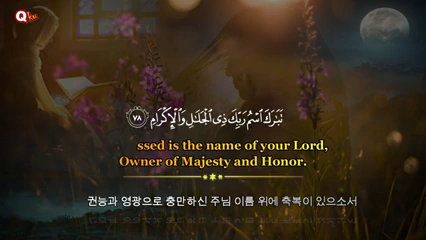 Q
تَبَٰرَكَ ٱسْمُ رَبِّكَ ذِى ٱلْجَلَٰلِ وَٱلْإِكْرَامِ ٧٨
ssed is the name of your Lord,
Owner of Majesty and Honor.
권능과 영광으로 충만하신 주님 이름 위에 축복이 있으소서